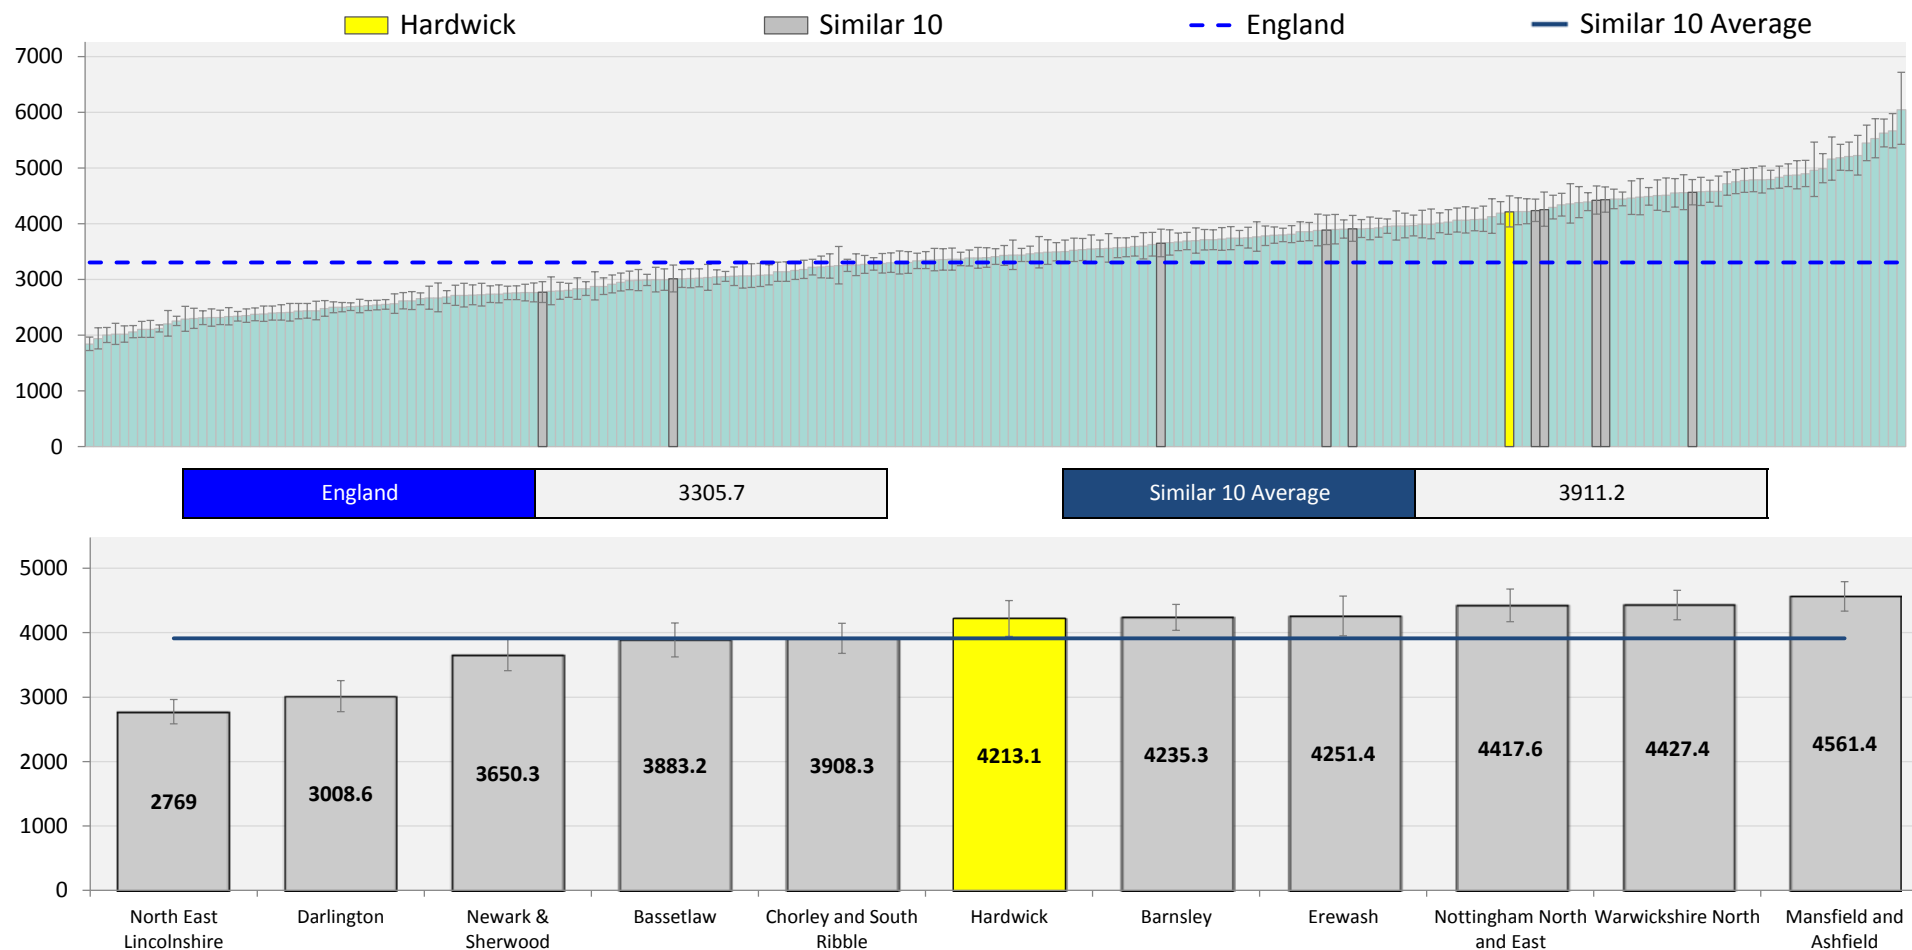 Hardwick
Similar 10
England
Similar 10 Average
7000
6000
5000
4000
3000
2000
1000
0
England 3305.7
Similar 10 Average 3911.2
5000
4000
3000
2000
1000
0
2769
3008.6
3650.3
3883.2
3908.3
4213.1
4235.3
4251.4
4417.6
4427.4
4561.4
North East
Lincolnshire
Darlington
Newark &
Sherwood
Bassetlaw
Chorley and South
Ribble
Hardwick
Barnsley
Erewash
Nottingham North
and East
Warwickshire North
Mansfield and
Ashfield